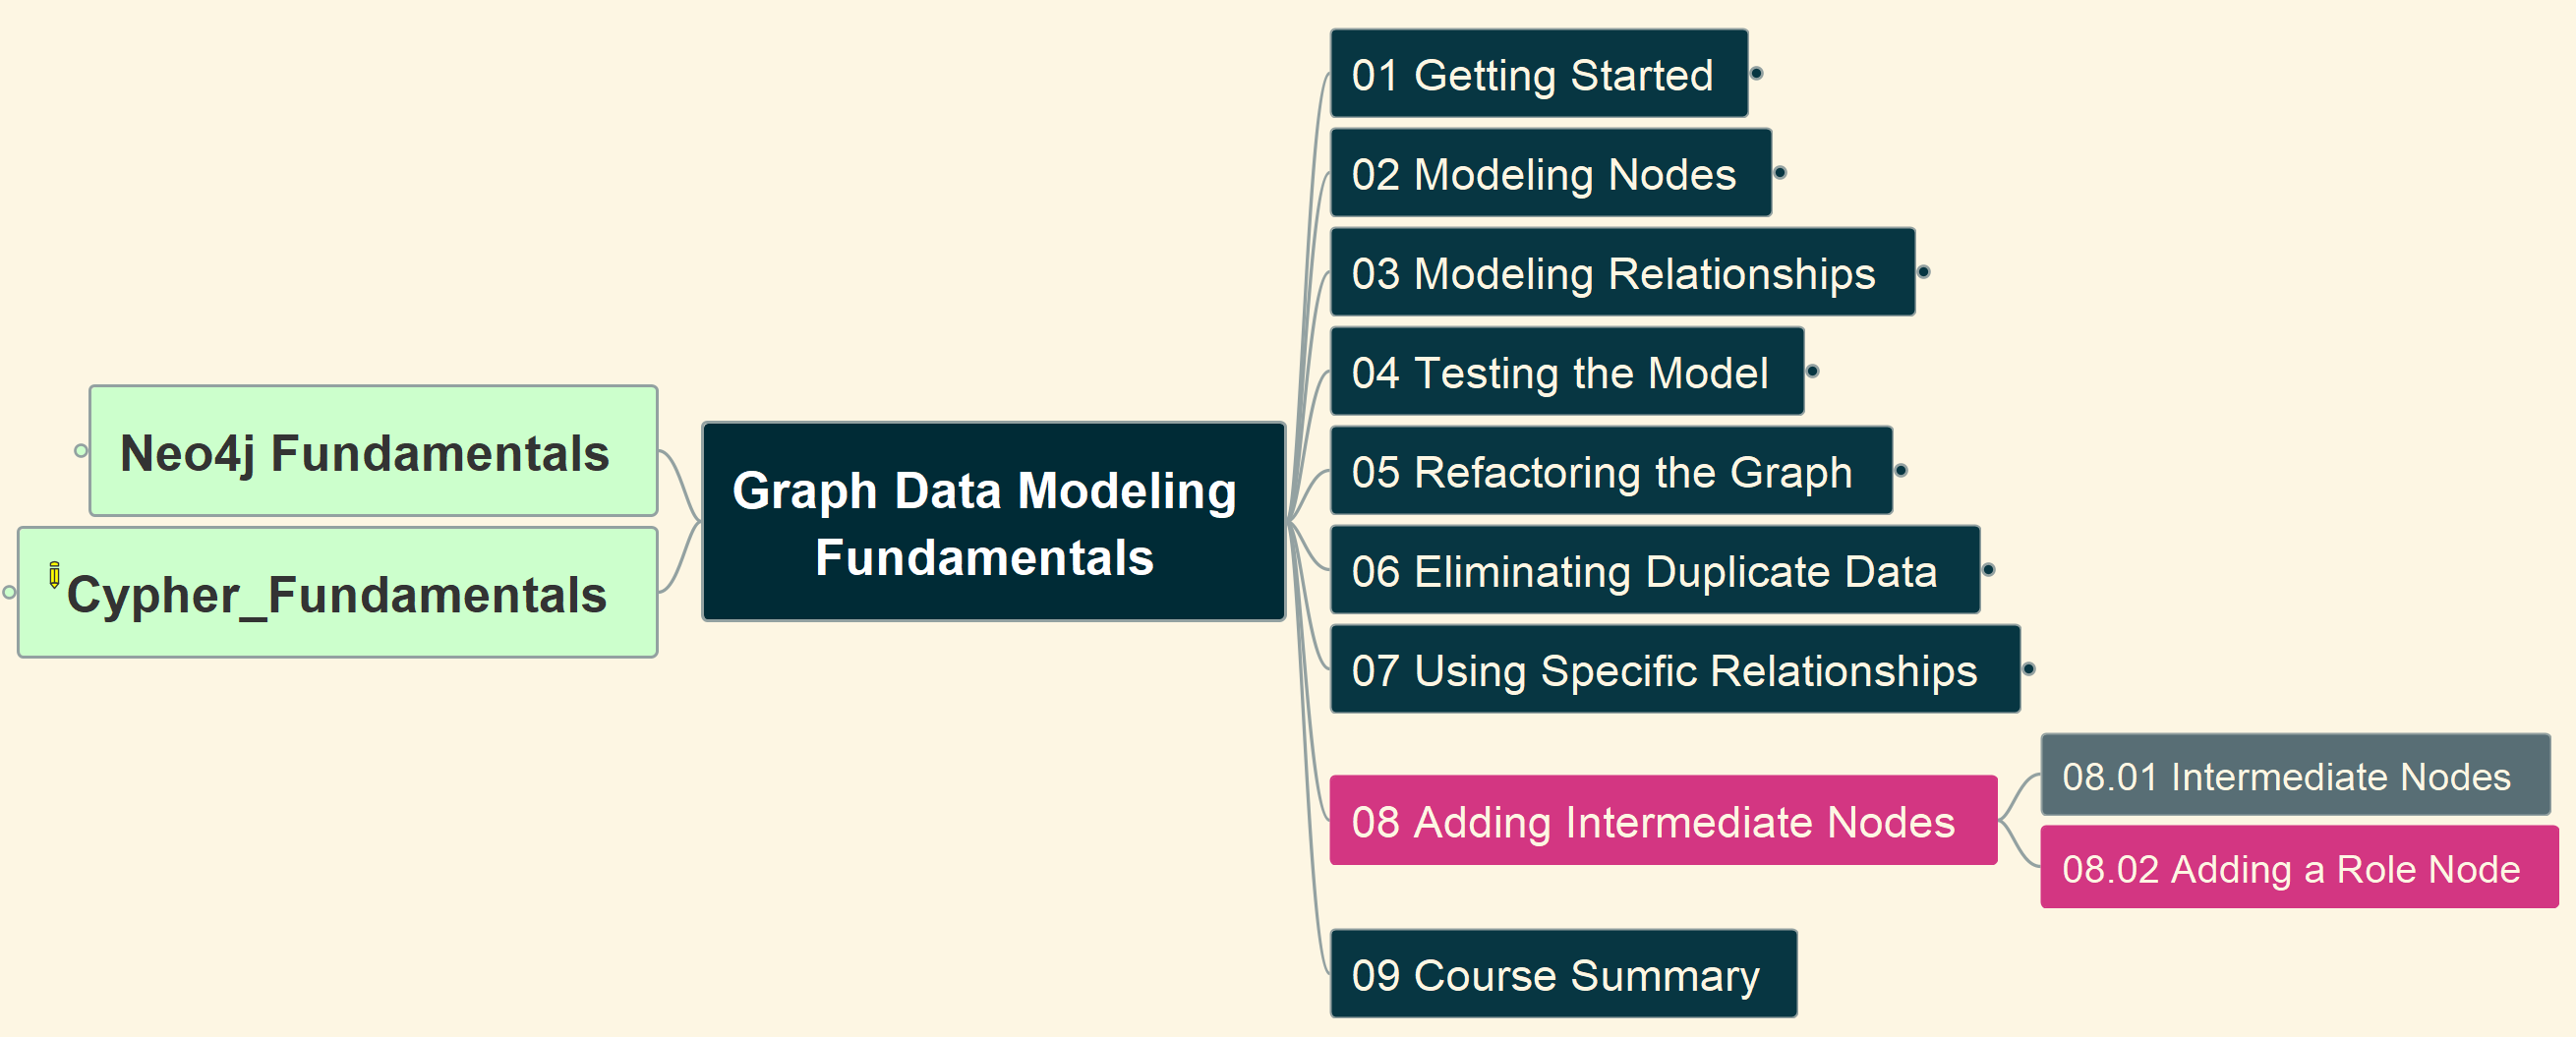 Neo4j Fundamentals
Cypher_Fundamentals
Graph Data Modeling
Fundamentals
01 Getting Started
02 Modeling Nodes
03 Modeling Relationships
04 Testing the Model
05 Refactoring the Graph
06 Eliminating Duplicate Data
07 Using Specific Relationships
08 Adding Intermediate Nodes
08.01 Intermediate Nodes
08.02 Adding a Role Node
09 Course Summary